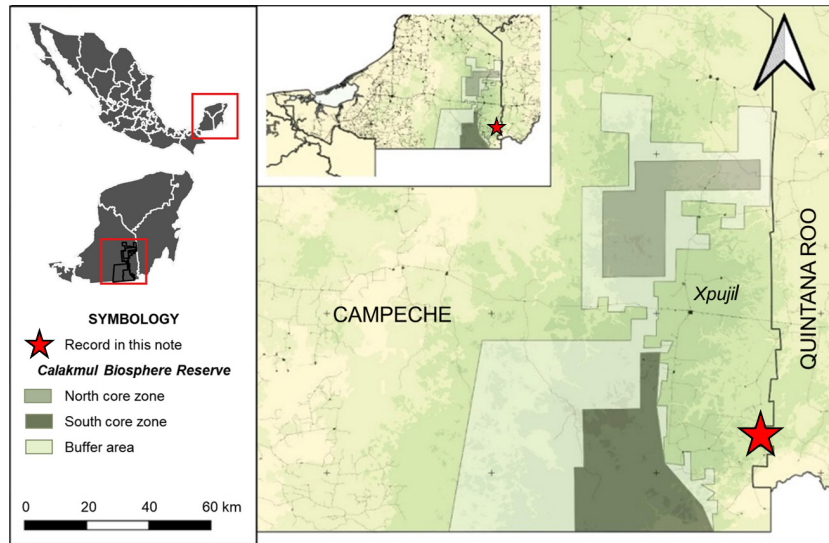 SYMBOLOGY
Record in this note
Calakmul Biosphere Reserve
North core zone
South core zone
Buffer area
0 20 40 60 km
CAMPECHE
Xpujil
QUINTANA ROO